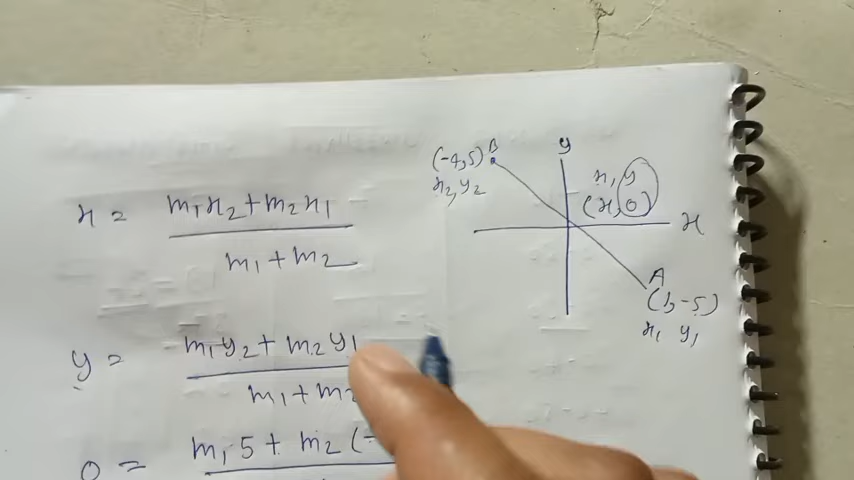 x = m₁x₂+m₂x₁
m₁+m₂
y = m₁y₂+m₂y₁
m₁+m₂
0 = m₁5+m₂(-
(-4,5) B
x₂, y₂
y
x, y
(x, 0)
x
A
(1, -5)
x₁ y₁